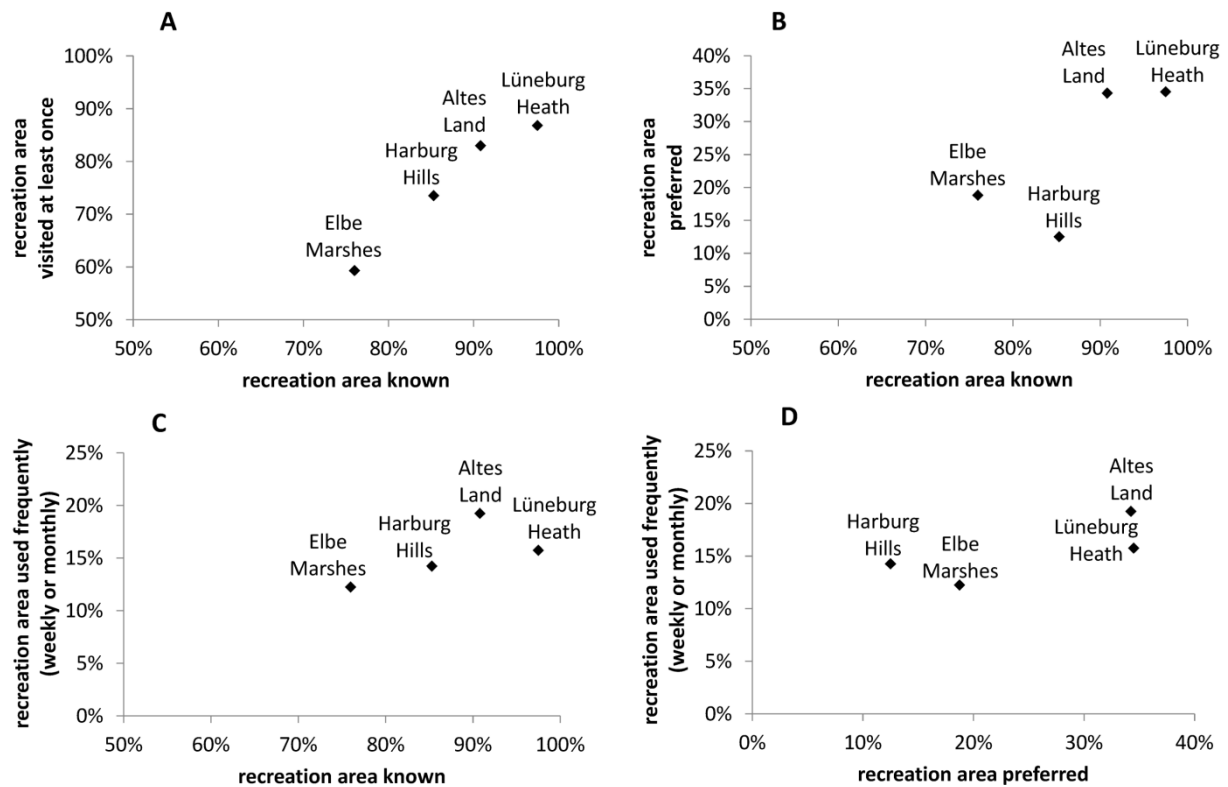 A
recreation area
visited at least once
100%
90%
80%
70%
60%
50%
Lüneburg
Heath
Altes
Land
Harburg
Hills
Elbe
Marshes
50%
60%
70%
80%
90%
100%
recreation area known
B
recreation area
preferred
40%
35%
30%
25%
20%
15%
10%
5%
0%
Altes
Land
Lüneburg
Heath
Elbe
Marshes
Harburg
Hills
50%
60%
70%
80%
90%
100%
recreation area known
C
recreation area used frequently
(weekly or monthly)
25%
20%
15%
10%
5%
0%
Altes
Land
Lüneburg
Heath
Harburg
Hills
Elbe
Marshes
50%
60%
70%
80%
90%
100%
recreation area known
D
recreation area used frequently
(weekly or monthly)
25%
20%
15%
10%
5%
0%
Altes
Land
Harburg
Hills
Elbe
Marshes
Lüneburg
Heath
0%
10%
20%
30%
40%
recreation area preferred